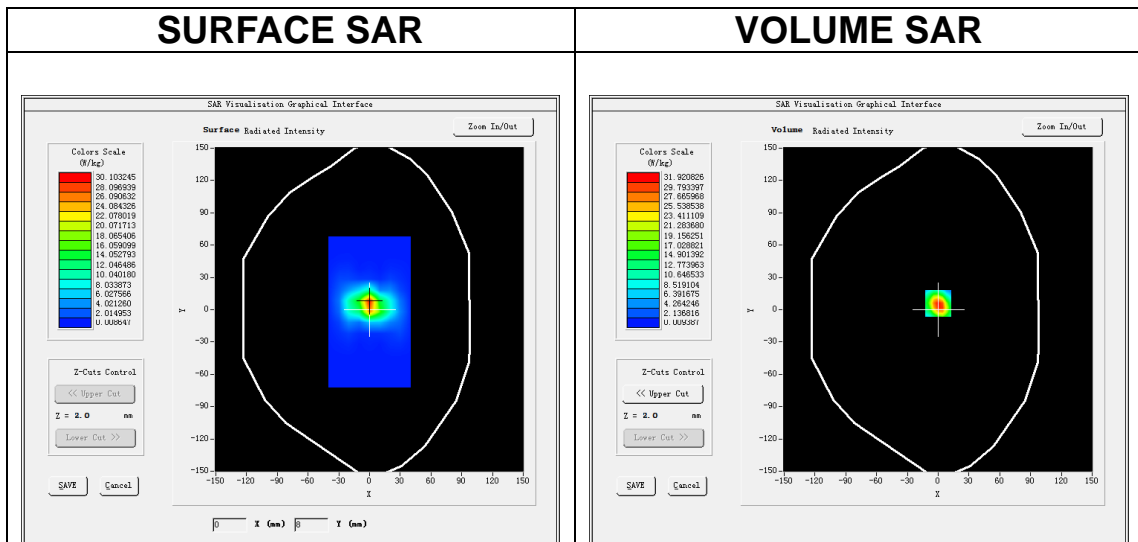 SURFACE SAR
SAR Visualisation Graphical Interface
Surface Radiated Intensity
Zoom In/Out
Colors Scale
(W/kg)
30.103245
28.096939
26.090632
24.084326
22.078019
20.071713
18.065406
16.059099
14.052793
12.046486
10.040180
8.033873
6.027566
4.021260
2.014953
0.008647
Z-Cuts Control
<< Upper Cut
Z = 2.0 mm
Lower Cut >>
SAVE Cancel
150
120
90
60
30
0
-30
-60
-90
-120
-150
Y
-150 -120 -90 -60 -30 0 30 60 90 120 150
X
0 X (mm) 8 Y (mm)
VOLUME SAR
SAR Visualisation Graphical Interface
Volume Radiated Intensity
Zoom In/Out
Colors Scale
(W/kg)
31.920826
29.793397
27.665968
25.538538
23.411109
21.283680
19.156251
17.028821
14.901392
12.773963
10.646533
8.519104
6.391675
4.264246
2.136816
0.009387
Z-Cuts Control
<< Upper Cut
Z = 2.0 mm
Lower Cut >>
SAVE Cancel
150
120
90
60
30
0
-30
-60
-90
-120
-150
Y
-150 -120 -90 -60 -30 0 30 60 90 120 150
X